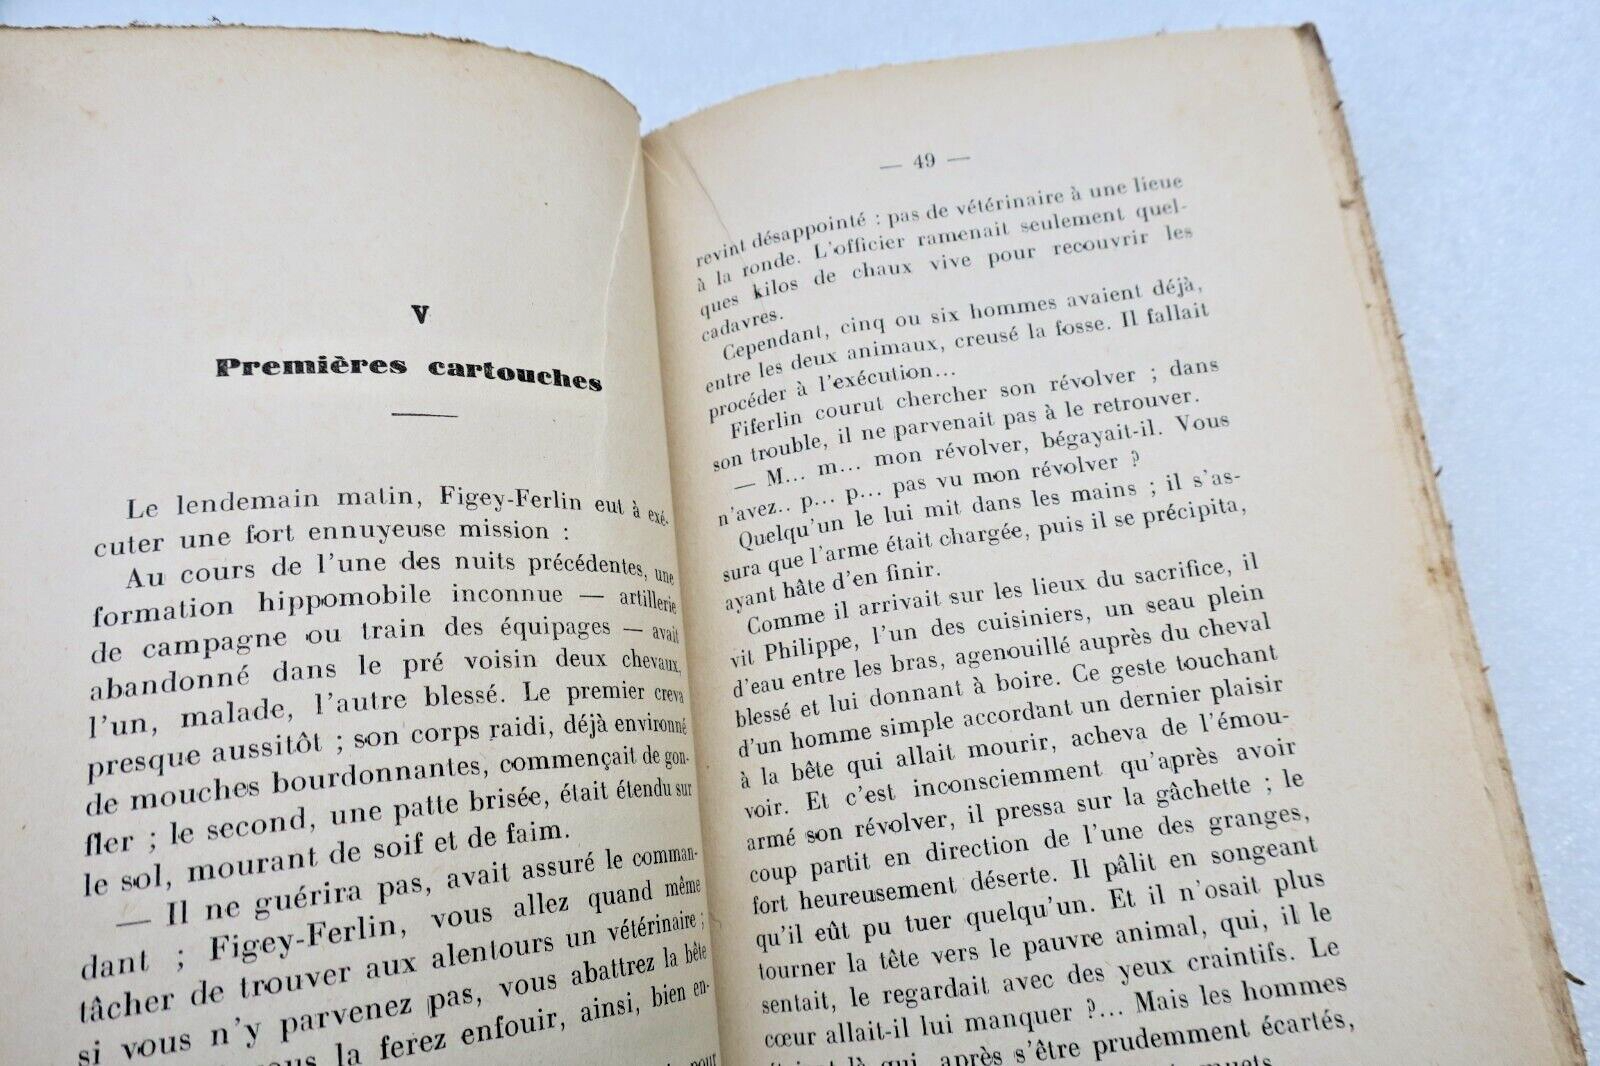 V
Premières cartouches
Le lendemain matin, Figey-Ferlin eut à exé-
cuter une fort ennuyeuse mission :
Au cours de l'une des nuits précédentes, une
formation hippomobile inconnue — artillerie
de campagne ou train des équipages — avait
abandonné dans le pré voisin deux chevaux,
l'un, malade, l'autre blessé. Le premier creva
presque aussitôt ; son corps raidi, déjà environné
de mouches bourdonnantes, commençait de gon-
fler ; le second, une patte brisée, était étendu sur
le sol, mourant de soif et de faim.
— Il ne guérira pas, avait assuré le comman-
dant ; Figey-Ferlin, vous allez quand même
tâcher de trouver aux alentours un vétérinaire ;
si vous n'y parvenez pas, vous abattrez la bête
la ferez enfouir, ainsi, bien en-
pour
— 49 —
revint désappointé : pas de vétérinaire à une lieue
à la ronde. L'officier ramenait seulement quel-
ques kilos de chaux vive pour recouvrir les
cadavres.
Cependant, cinq ou six hommes avaient déjà,
entre les deux animaux, creusé la fosse. Il fallait
procéder à l'exécution...
Fiferlin courut chercher son révolver ; dans
son trouble, il ne parvenait pas à le retrouver.
— M... m... mon révolver, bégayait-il. Vous
n'avez.. p... p... pas vu mon révolver ?
Quelqu'un le lui mit dans les mains ; il s'as-
sura que l'arme était chargée, puis il se précipita,
ayant hâte d'en finir.
Comme il arrivait sur les lieux du sacrifice, il
vit Philippe, l'un des cuisiniers, un seau plein
d'eau entre les bras, agenouillé auprès du cheval
blessé et lui donnant à boire. Ce geste touchant
d'un homme simple accordant un dernier plaisir
à la bête qui allait mourir, acheva de l'émou-
voir. Et c'est inconsciemment qu'après avoir
armé son révolver, il pressa sur la gâchette ; le
coup partit en direction de l'une des granges,
fort heureusement déserte. Il pâlit en songeant
qu'il eût pu tuer quelqu'un. Et il n'osait plus
tourner la tête vers le pauvre animal, qui, il le
sentait, le regardait avec des yeux craintifs. Le
cœur allait-il lui manquer ?... Mais les hommes
là qui, après s'être prudemment écartés,